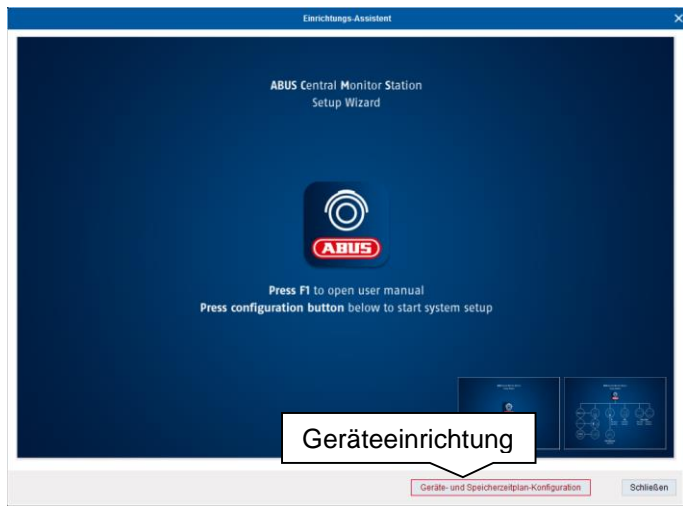 Einrichtungs-Assistent
ABUS Central Monitor Station
Setup Wizard
ABUS
Press F1 to open user manual
Press configuration button below to start system setup
Geräteeinrichtung
Geräte- und Speicherzeitplan-Konfiguration
Schließen